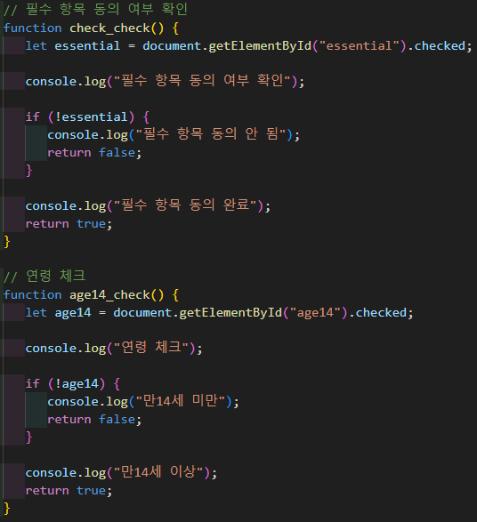 // 필수 항목 동의 여부 확인
function check_check() {
let essential = document.getElementById("essential").checked;
console.log("필수 항목 동의 여부 확인");
if (!essential) {
console.log("필수 항목 동의 안 됨");
return false;
}
console.log("필수 항목 동의 완료");
return true;
}
// 연령 체크
function age14_check() {
let age14 = document.getElementById("age14").checked;
console.log("연령 체크");
if (!age14) {
console.log("만14세 미만");
return false;
}
console.log("만14세 이상");
return true;
}